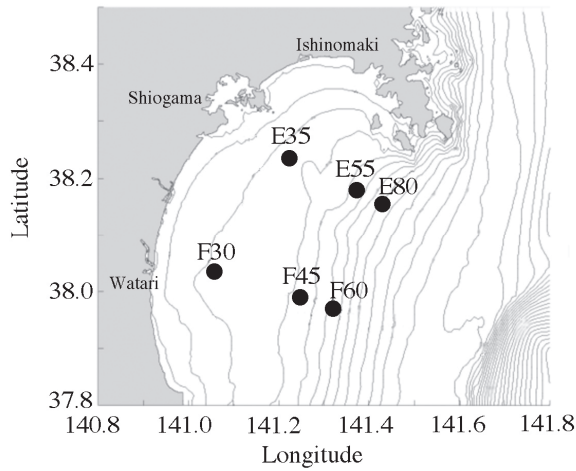 Ishinomaki
38.4
Shiogama
E35
38.2
E55
E80
Latitude
F30
F45
F60
38.0
Watari
37.8
140.8 141.0 141.2 141.4 141.6 141.8
Longitude